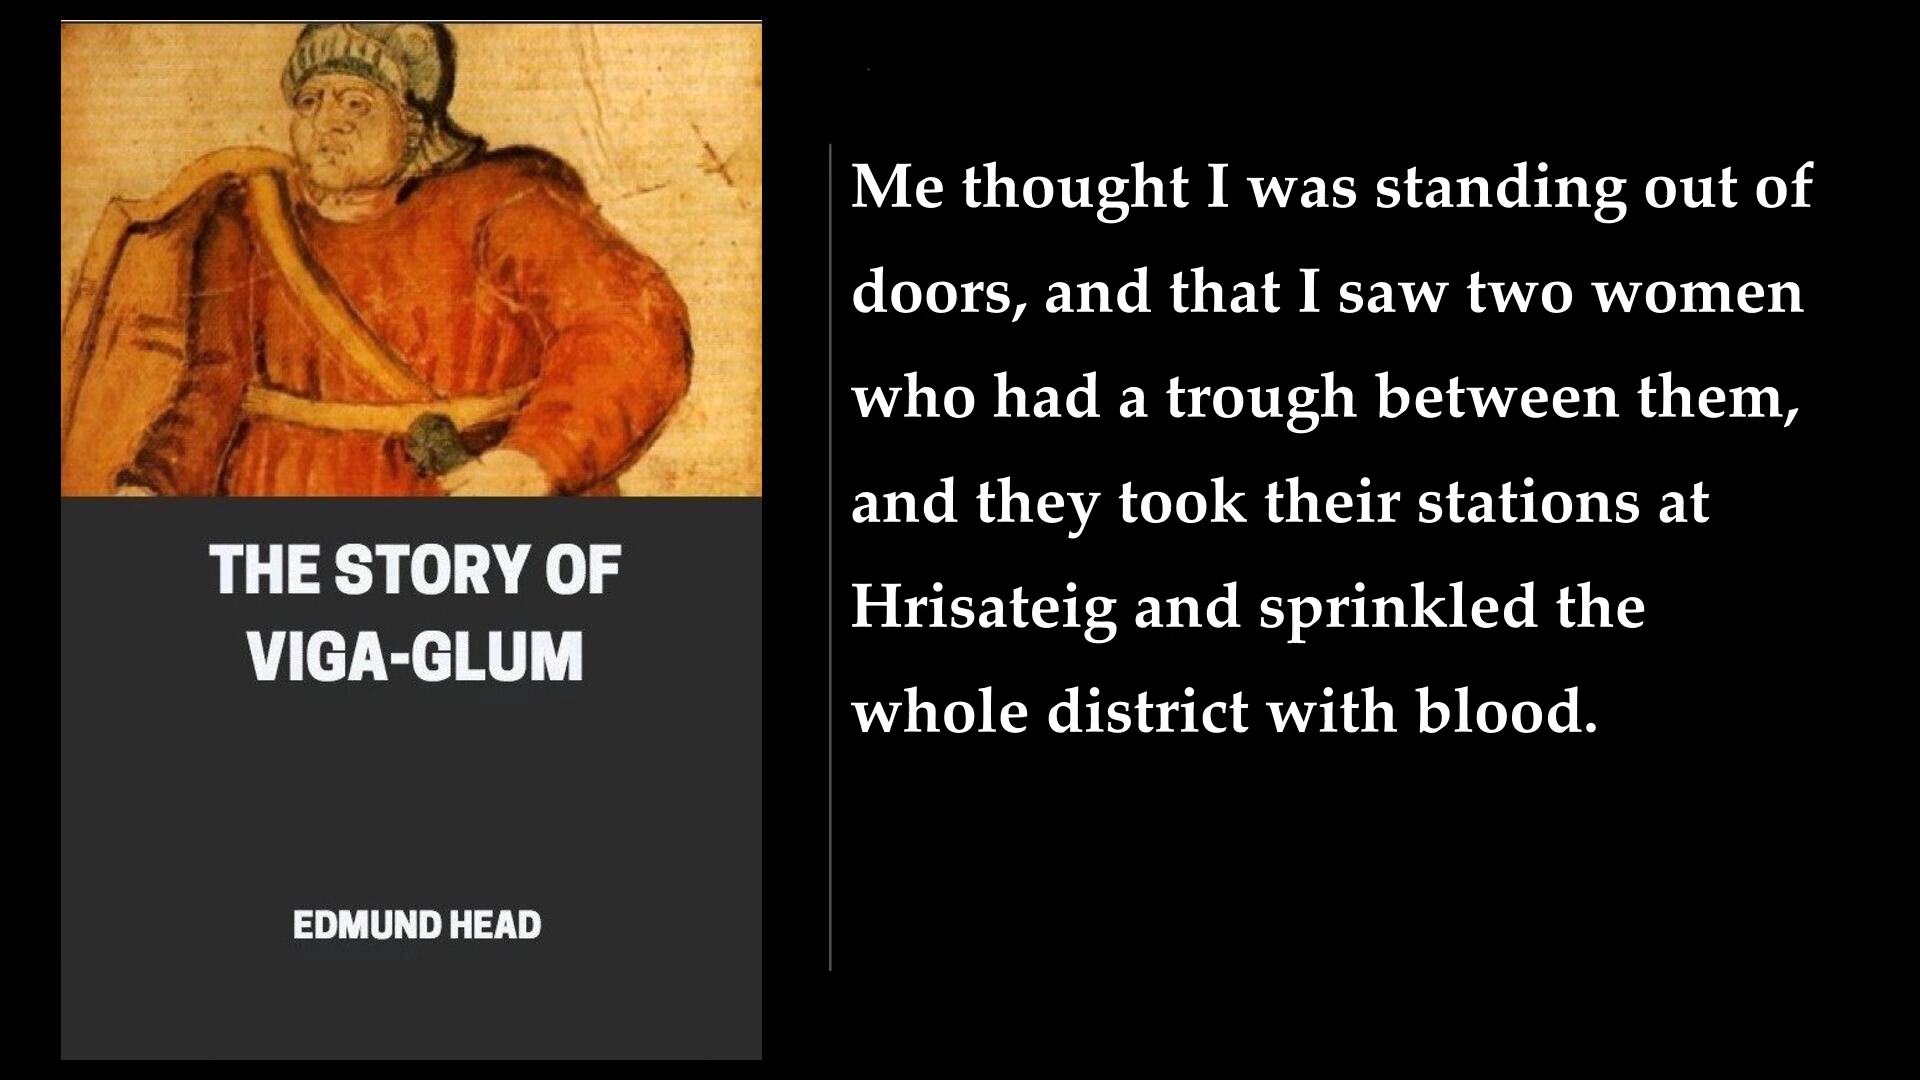 THE STORY OF
VIGA-GLUM
EDMUND HEAD
Me thought I was standing out of
doors, and that I saw two women
who had a trough between them,
and they took their stations at
Hrisateig and sprinkled the
whole district with blood.